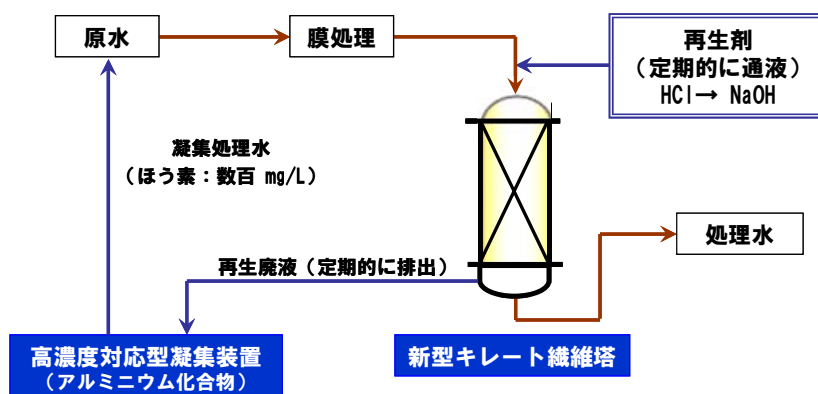 原水
膜処理
再生剤
（定期的に通液）
HCl→ NaOH
凝集処理水
（ほう素：数百 mg/L）
処理水
再生廃液（定期的に排出）
高濃度対応型凝集装置
（アルミニウム化合物）
新型キレート繊維塔